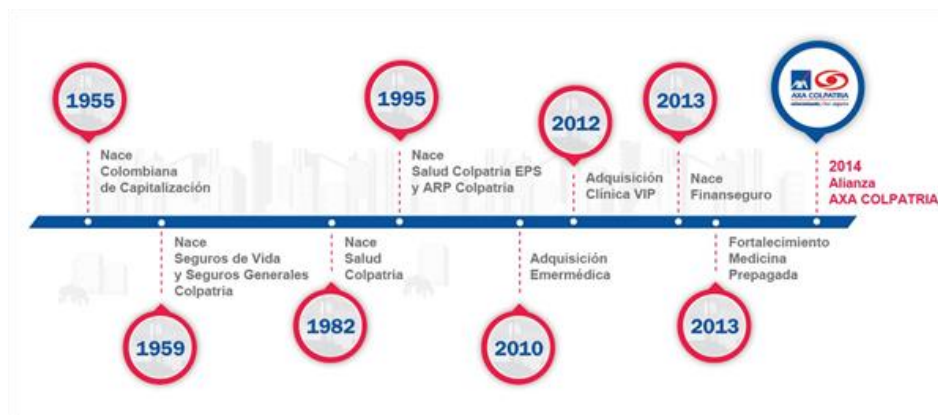 1955
Nace
Colombiana
de Capitalización
1959
Nace
Seguros de Vida
y Seguros Generales
Colpatria
1982
Nace
Salud
Colpatria
1995
Nace
Salud Colpatria EPS
y ARP Colpatria
2010
Adquisición
Emermédica
2012
Adquisición
Clínica VIP
2013
Nace
Finanseguro
2013
Fortalecimiento
Medicina
Prepagada
AXA COLPATRIA
2014
Alianza
AXA COLPATRIA